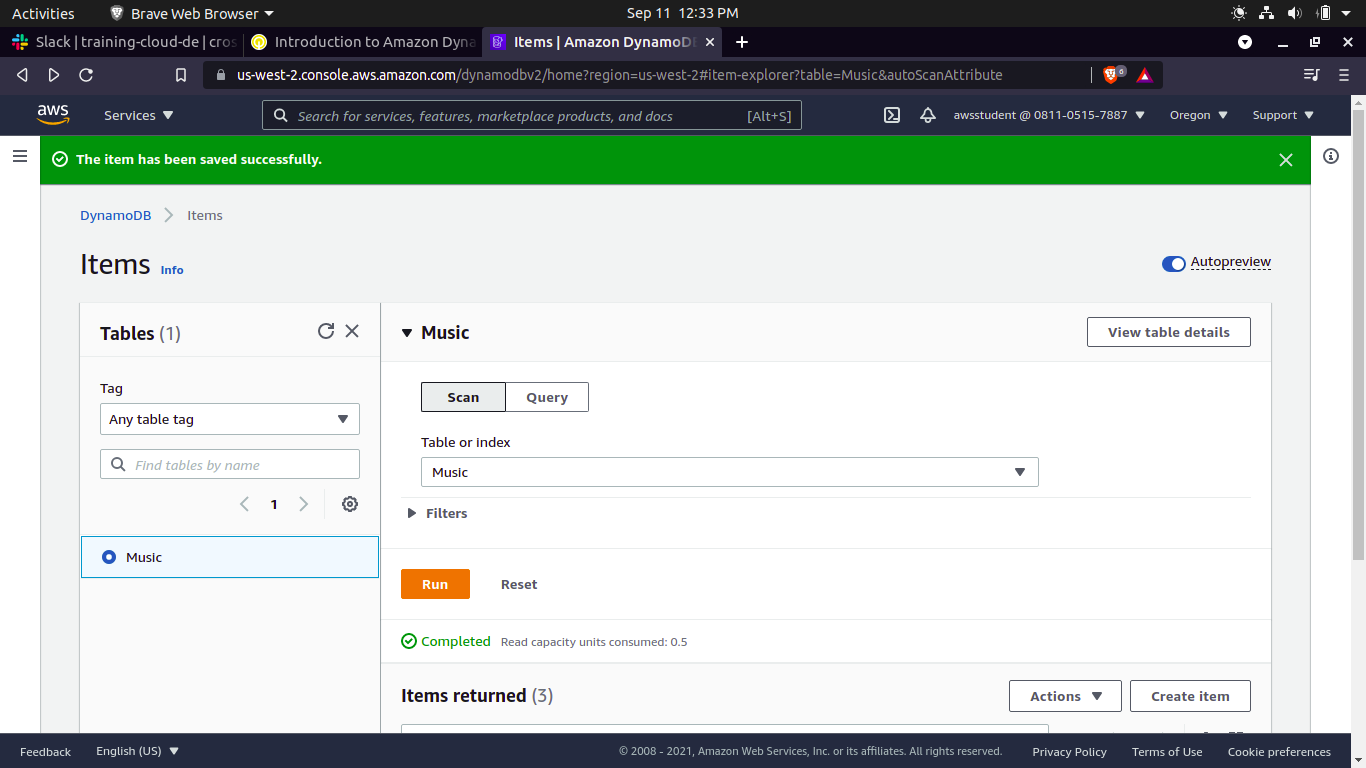 Activities Brave Web Browser Sep 11 12:33 PM
Slack | training-cloud-de | cros Introduction to Amazon Dyna Items | Amazon DynamoDB
us-west-2.console.aws.amazon.com/dynamodbv2/home?region=us-west-2#item-explorer?table=Music&autoScanAttribute 6
aws Services Search for services, features, marketplace products, and docs [Alt+S] awsstudent @ 0811-0515-7887 Oregon Support
The item has been saved successfully.
DynamoDB Items
Items Info Autopreview
Tables (1) Music View table details
Tag Scan Query
Any table tag Table or index
Find tables by name Music
1 Filters
Music
Run Reset
Completed Read capacity units consumed: 0.5
Items returned (3) Actions Create item
Feedback English (US) © 2008 - 2021, Amazon Web Services, Inc. or its affiliates. All rights reserved. Privacy Policy Terms of Use Cookie preferences